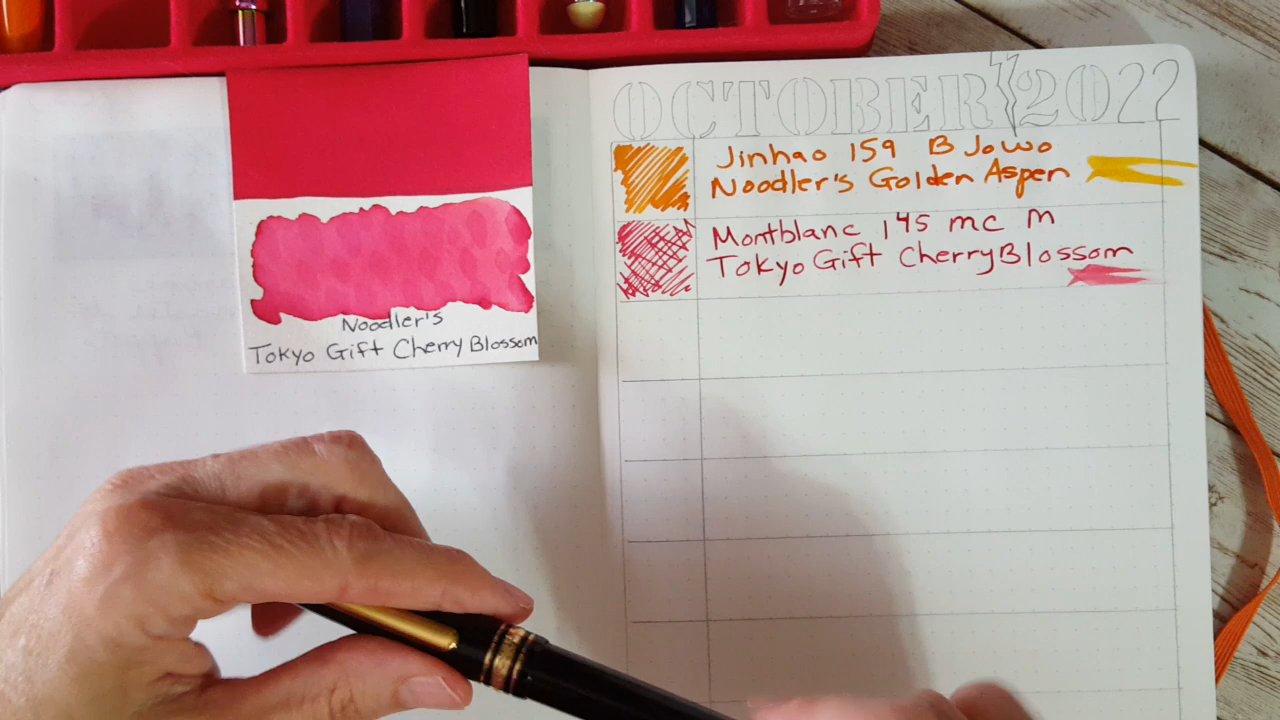 Noodler's
Tokyo Gift Cherry Blossom
OCTOBER 2022
Jinhao 159 B Jowo
Noodler's Golden Aspen
Montblanc 145 mc M
Tokyo Gift Cherry Blossom